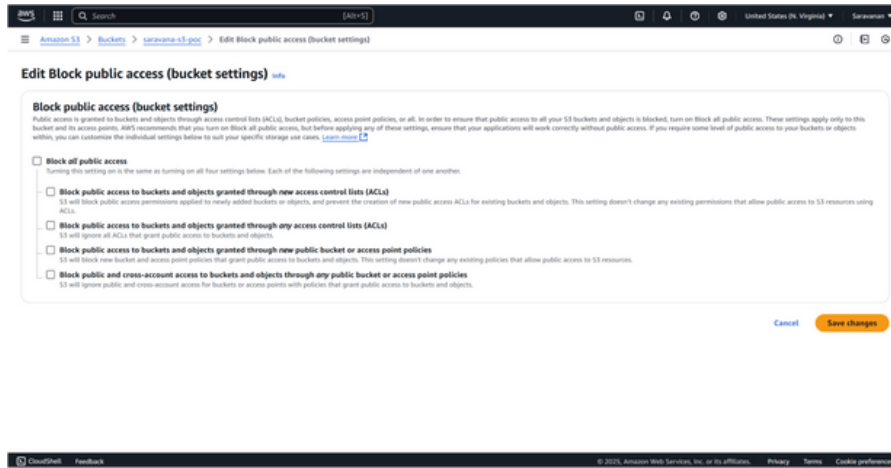 aws
Search [Alt+S] United States (N. Virginia) Saravanan
Amazon S3 > Buckets > saravana-s3-poc > Edit Block public access (bucket settings)
Edit Block public access (bucket settings) Info
Block public access (bucket settings)
Public access is granted to buckets and objects through access control lists (ACLs), bucket policies, access point policies, or all. In order to ensure that public access to all your S3 buckets and objects is blocked, turn on Block all public access. These settings apply only to this
bucket and its access points. AWS recommends that you turn on Block all public access, but before applying any of these settings, ensure that your applications will work correctly without public access. If you require some level of public access to your buckets or objects
within, you can customize the individual settings below to suit your specific storage use cases. Learn more
Block all public access
Turning this setting on is the same as turning on all four settings below. Each of the following settings are independent of one another.
Block public access to buckets and objects granted through new access control lists (ACLs)
S3 will block public access permissions applied to newly added buckets or objects, and prevent the creation of new public access ACLs for existing buckets and objects. This setting doesn't change any existing permissions that allow public access to S3 resources using
ACLs.
Block public access to buckets and objects granted through any access control lists (ACLs)
S3 will ignore all ACLs that grant public access to buckets and objects.
Block public access to buckets and objects granted through new public bucket or access point policies
S3 will block new bucket and access point policies that grant public access to buckets and objects. This setting doesn't change any existing policies that allow public access to S3 resources.
Block public and cross-account access to buckets and objects through any public bucket or access point policies
S3 will ignore public and cross-account access for buckets or access points with policies that grant public access to buckets and objects.
Cancel Save changes
CloudShell Feedback © 2025, Amazon Web Services, Inc. or its affiliates. Privacy Terms Cookie preferences